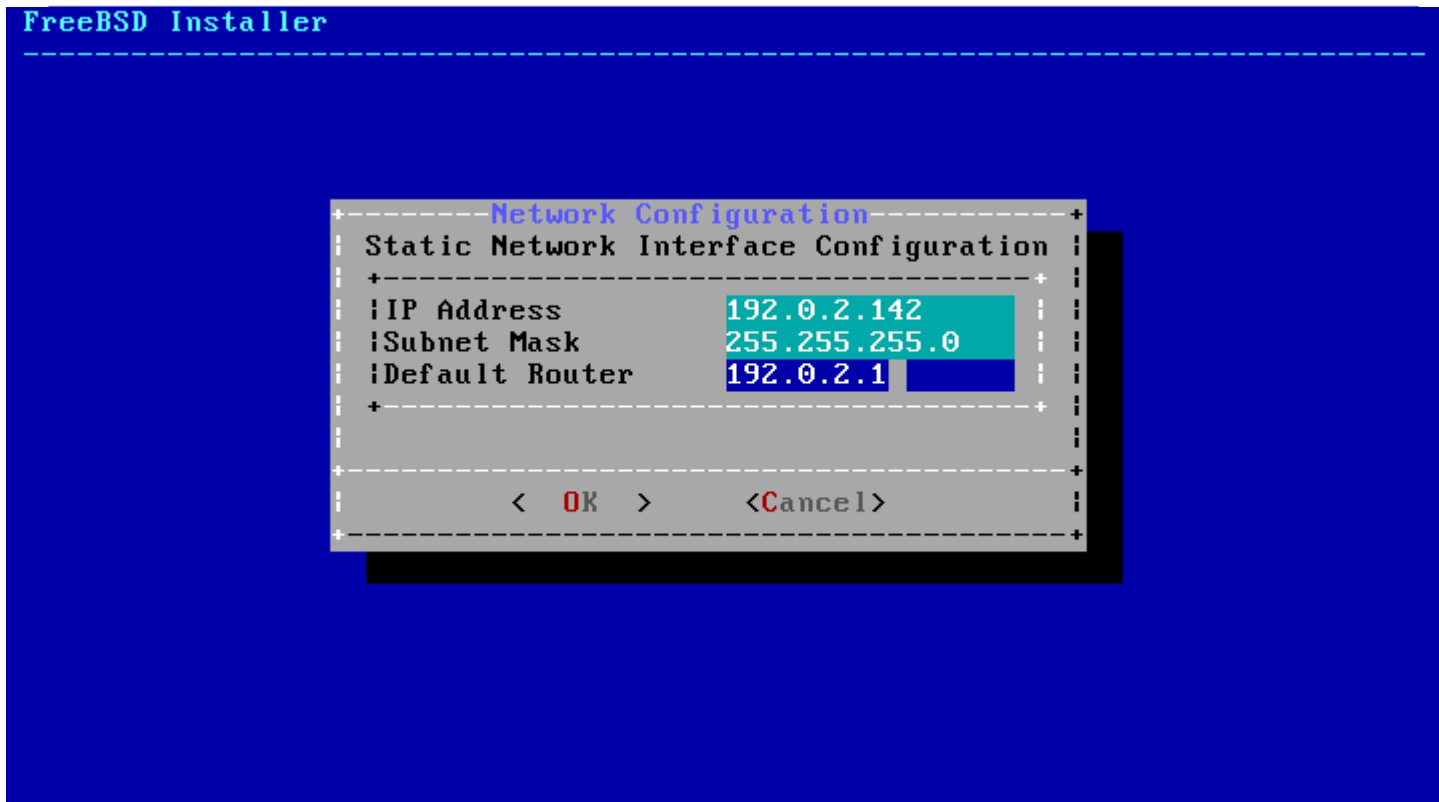 FreeBSD Installer
Network Configuration
Static Network Interface Configuration
IP Address 192.0.2.142
Subnet Mask 255.255.255.0
Default Router 192.0.2.1
< OK > <Cancel>